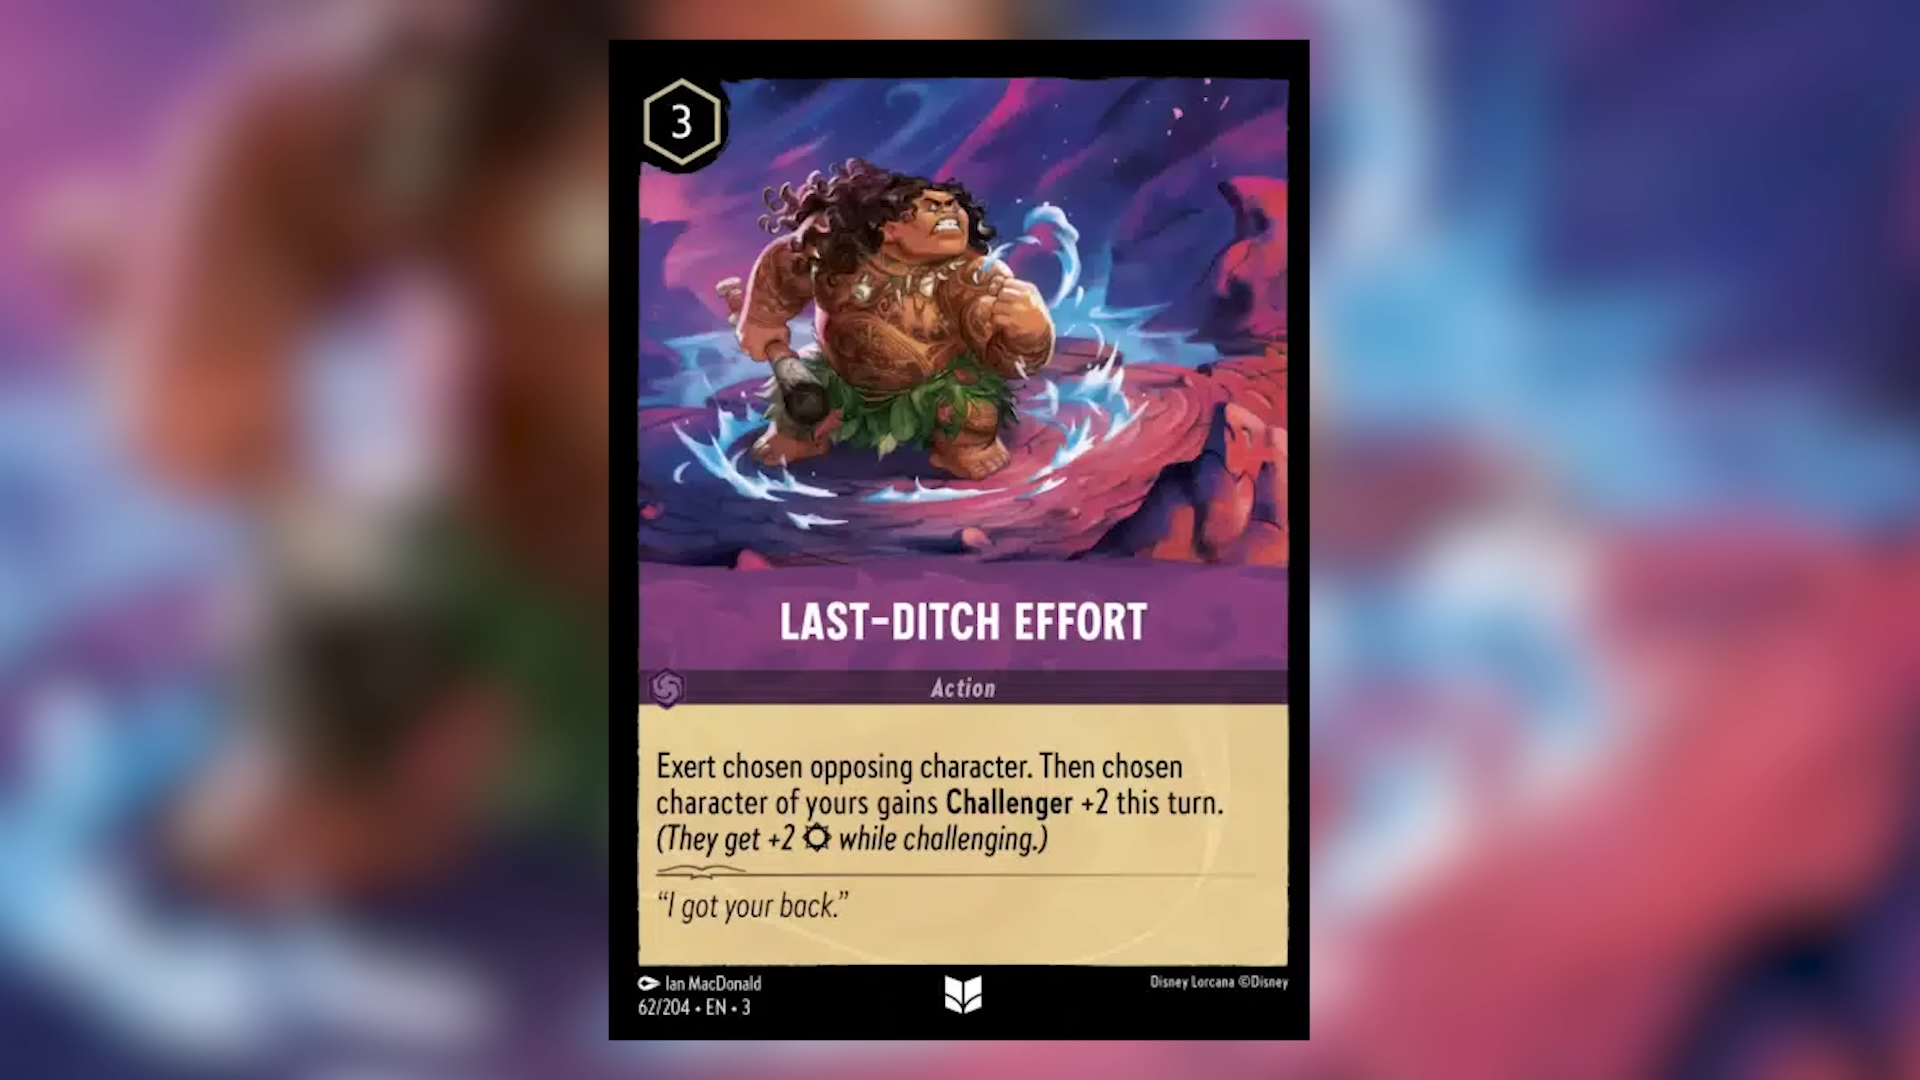 3
LAST-DITCH EFFORT
Action
Exert chosen opposing character. Then chosen
character of yours gains Challenger +2 this turn.
(They get +2 while challenging.)
“I got your back.”
Ian MacDonald
Disney Lorcana ©Disney
62/204 • EN • 3